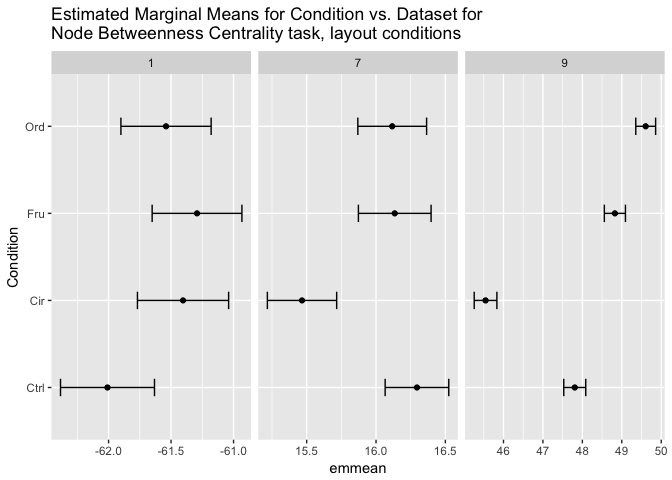 Estimated Marginal Means for Condition vs. Dataset for
Node Betweenness Centrality task, layout conditions
1 7 9
Ord
Fru
Cir
Ctrl
Condition
-62.0 -61.5 -61.0 15.5 16.0 16.5 46 47 48 49 50
emmean